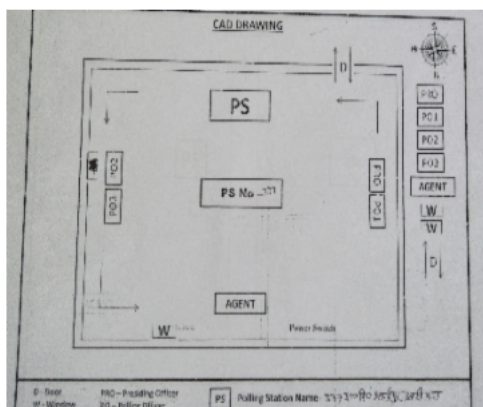 CAD DRAWING
D
S
E
N
PRO
PO1
PO2
PO3
AGENT
W
W
D
PS
PO2
PO3
PS No
PO1
AGENT
W
Power Switch
D - Door
W - Window
PRO - Presiding Officer
PO - Polling Officer
PS
Polling Station Name